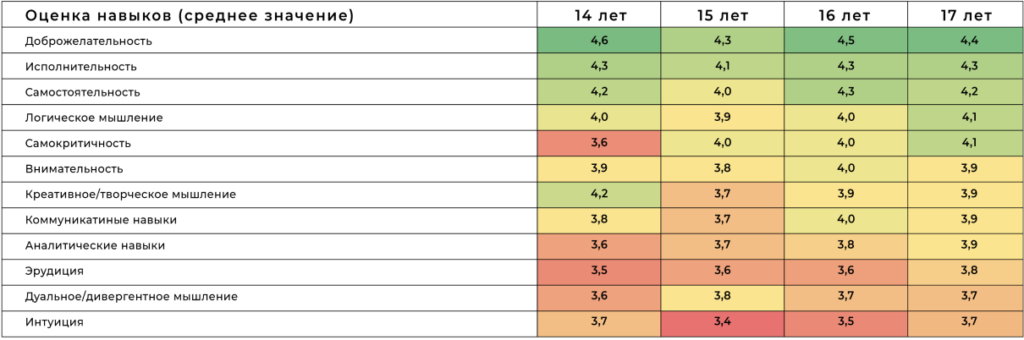 Оценка навыков (среднее значение) 14 лет 15 лет 16 лет 17 лет
Доброжелательность 4,6 4,3 4,5 4,4
Исполнительность 4,3 4,1 4,3 4,3
Самостоятельность 4,2 4,0 4,3 4,2
Логическое мышление 4,0 3,9 4,0 4,1
Самокритичность 3,6 4,0 4,0 4,1
Внимательность 3,9 3,8 4,0 3,9
Креативное/творческое мышление 4,2 3,7 3,9 3,9
Коммуникатиные навыки 3,8 3,7 4,0 3,9
Аналитические навыки 3,6 3,7 3,8 3,9
Эрудиция 3,5 3,6 3,6 3,8
Дуальное/дивергентное мышление 3,6 3,8 3,7 3,7
Интуиция 3,7 3,4 3,5 3,7